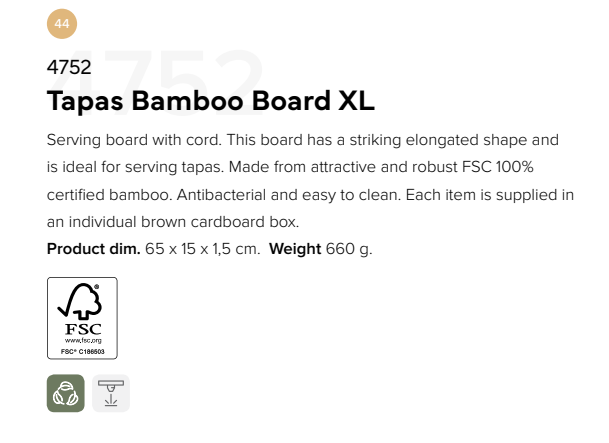 44
4752
4752
Tapas Bamboo Board XL
Serving board with cord. This board has a striking elongated shape and
is ideal for serving tapas. Made from attractive and robust FSC 100%
certified bamboo. Antibacterial and easy to clean. Each item is supplied in
an individual brown cardboard box.
Product dim. 65 x 15 x 1,5 cm. Weight 660 g.
FSC
www.fsc.org
FSC® C186503